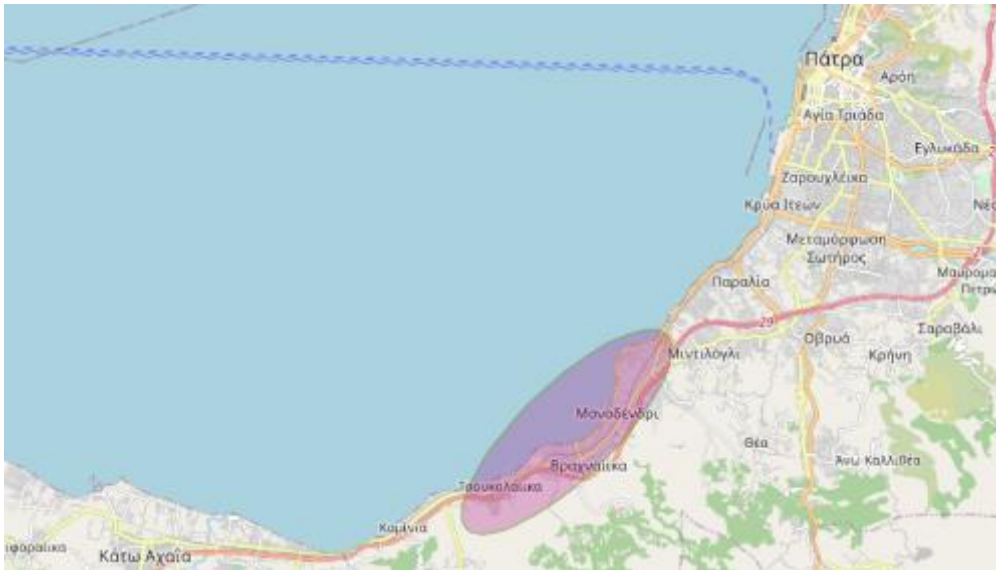 Πάτρα
Αρόη
Αγία Τριάδα
Εγλυκάδα
Ζαρουχλέικα
Κρύα Ιτεων
Μεταμόρφωση
Σωτήρος
Παραλία
29
Σαραβάλι
Οβρυά
Μιντιλόγλι
Κρήνη
Μονοδένδρι
Θέα
Άνω Καλλιθέα
Βραχναίικα
Τσουκαλαίικα
Καμίνια
Κάτω Αχαΐα